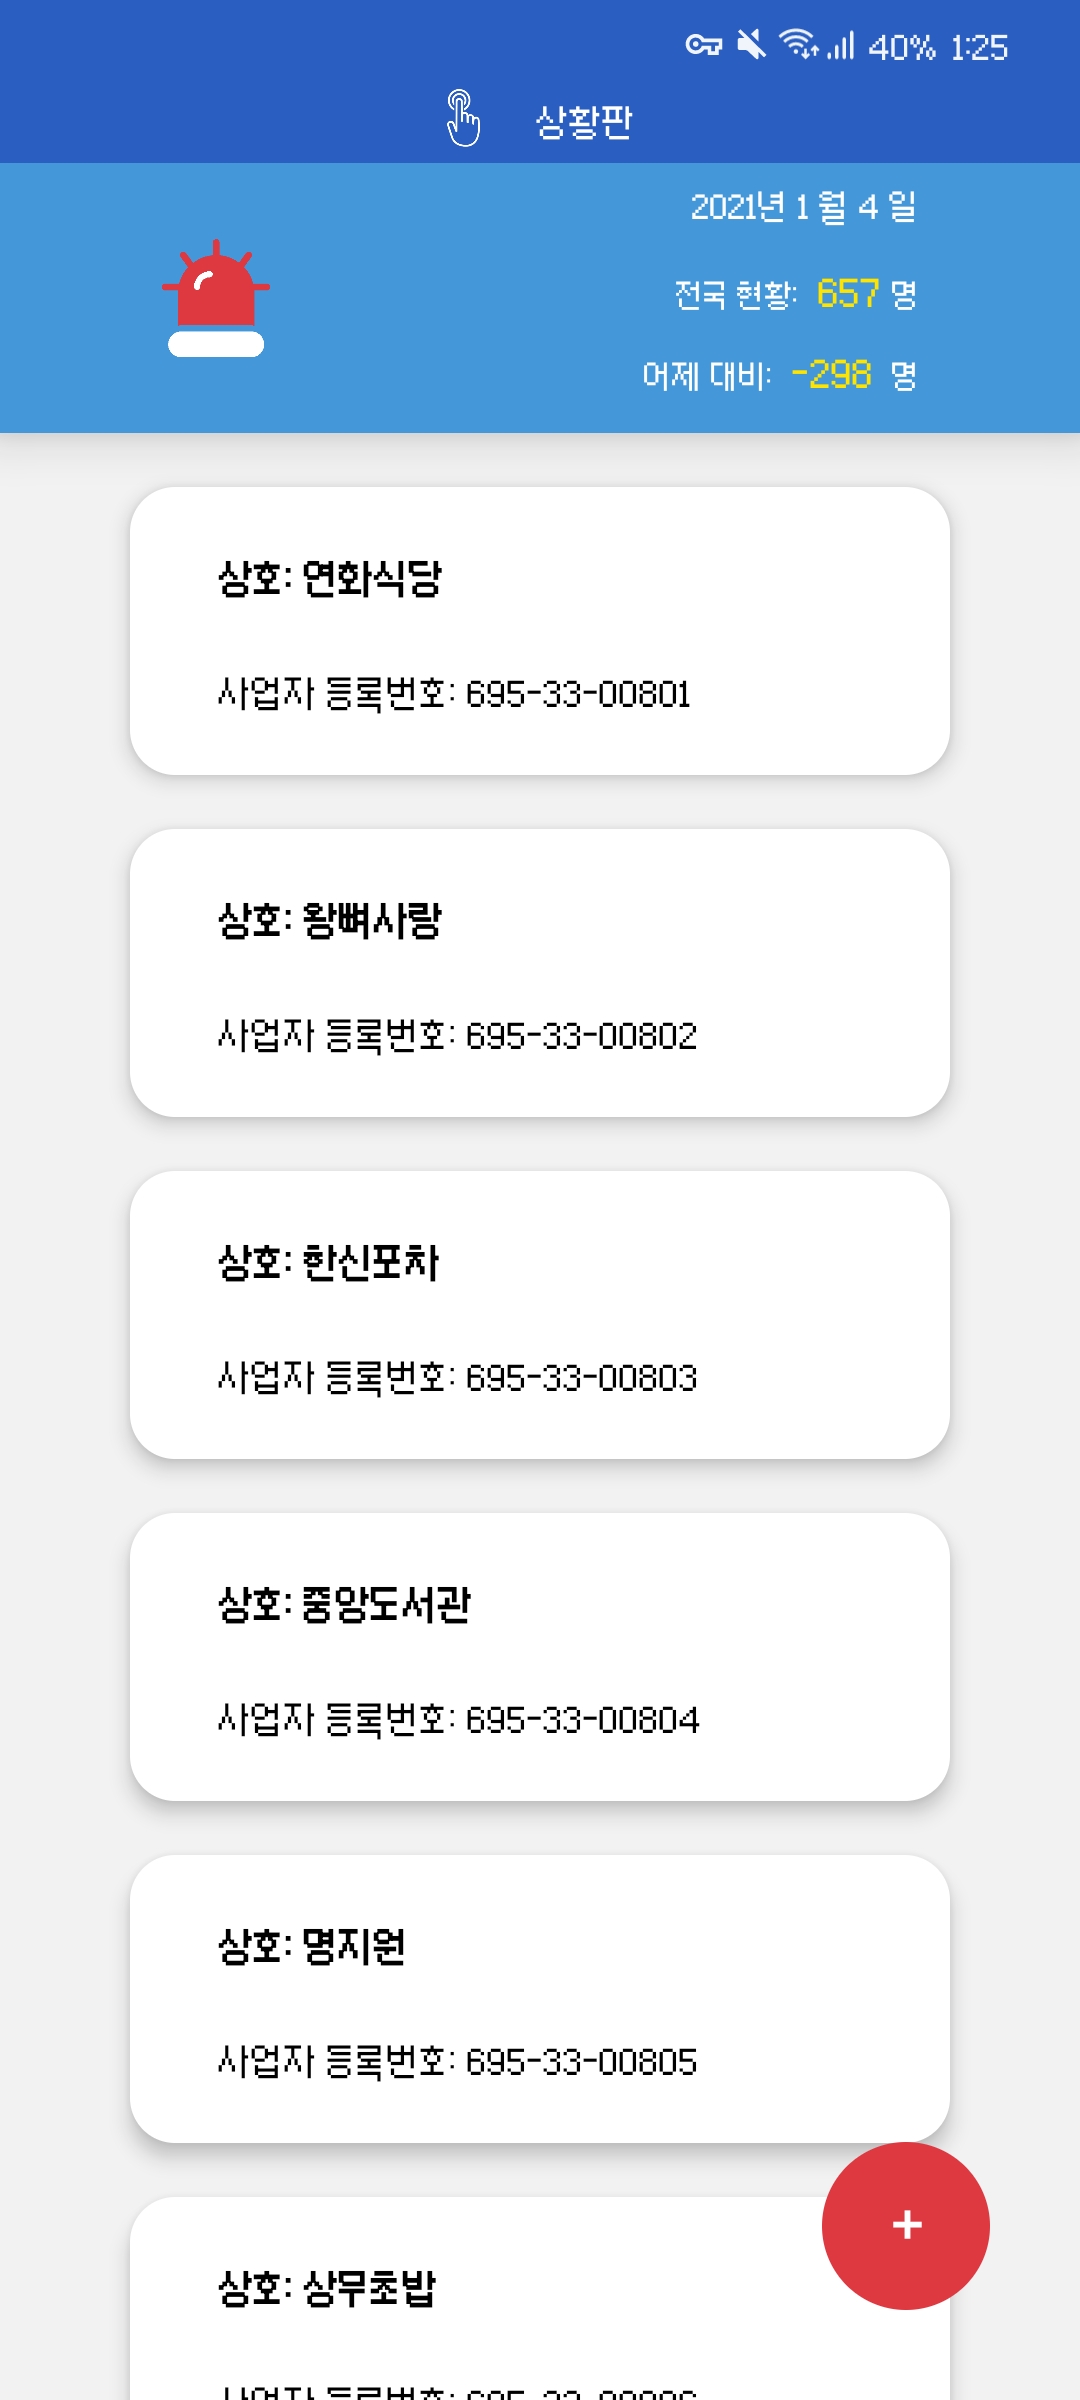 40% 1:25
상황판
2021년 1 월 4 일
전국 현황: 657 명
어제 대비: -298 명
상호: 연화식당
사업자 등록번호: 695-33-00801
상호: 왕뼈사랑
사업자 등록번호: 695-33-00802
상호: 한신포차
사업자 등록번호: 695-33-00803
상호: 중앙도서관
사업자 등록번호: 695-33-00804
상호: 명지원
사업자 등록번호: 695-33-00805
+
상호: 상무초밥